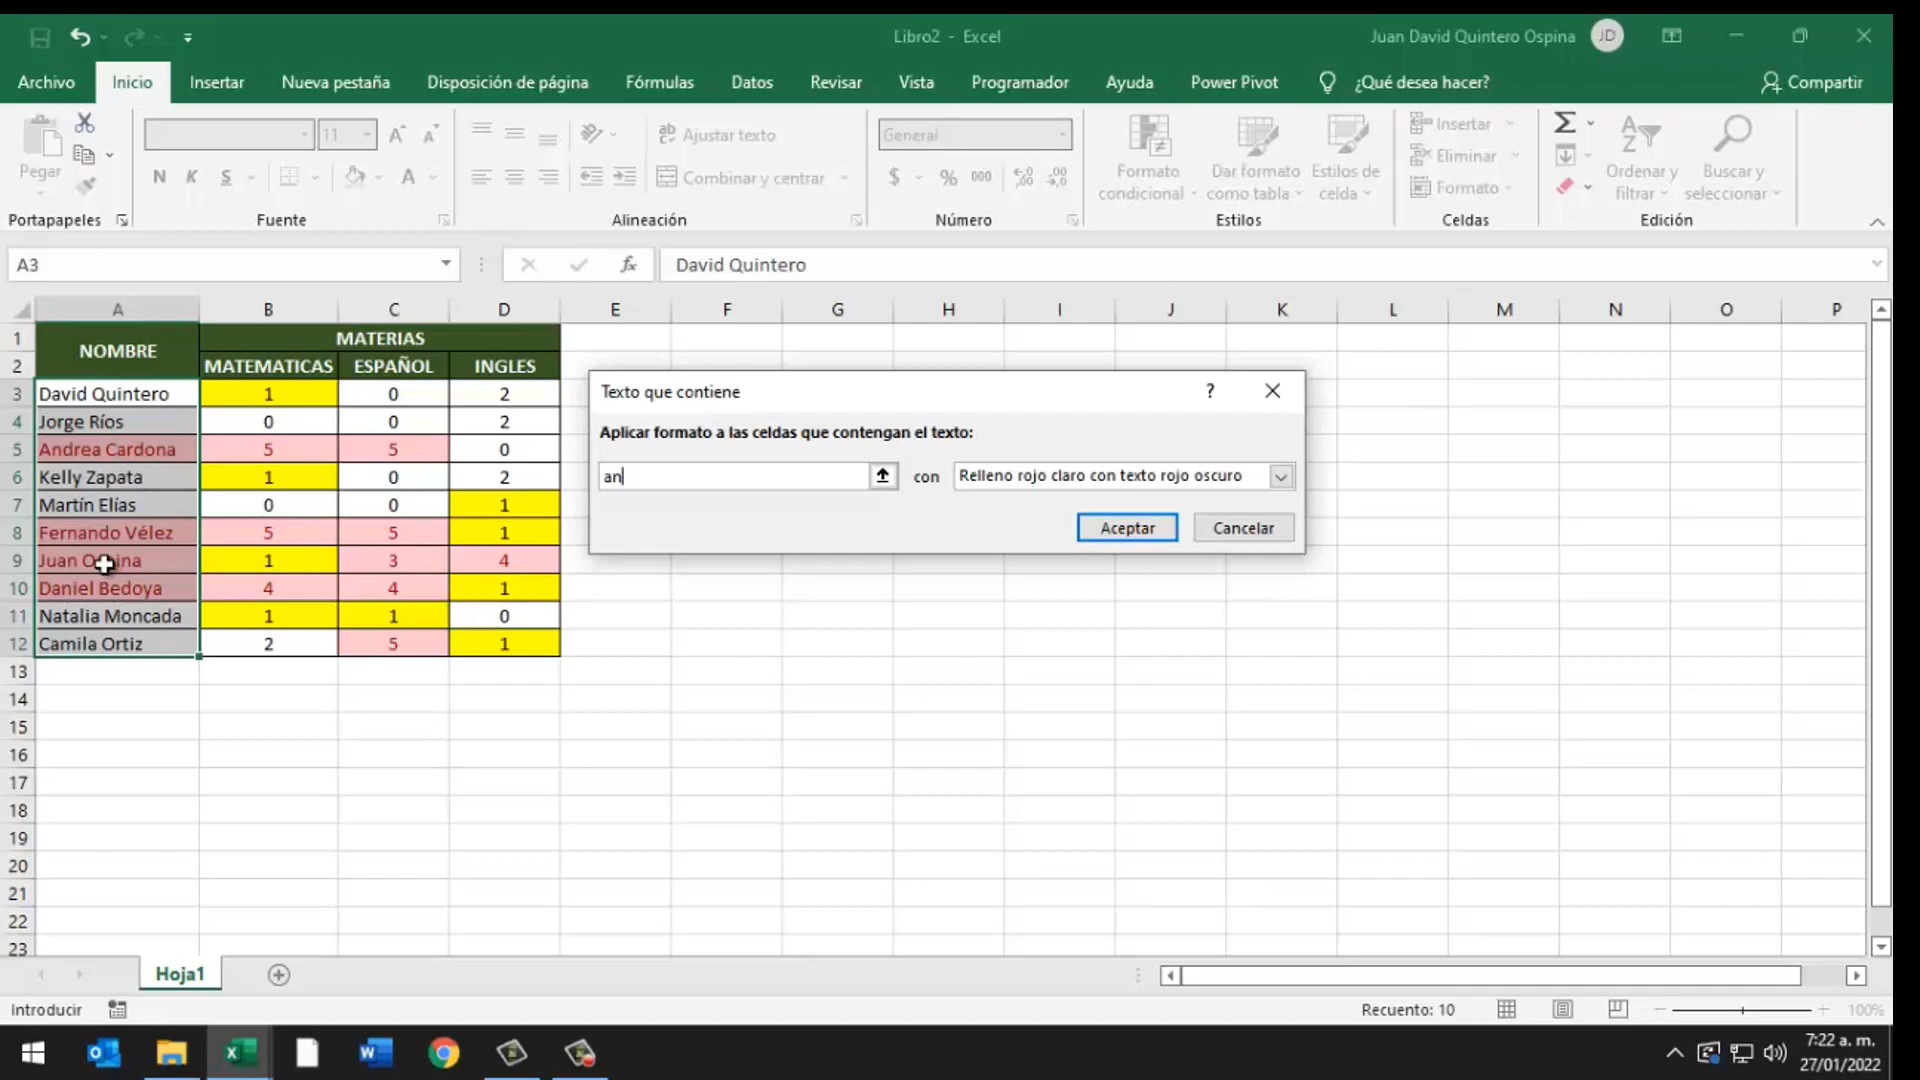 Libro2 - Excel
Juan David Quintero Ospina JD
Archivo Inicio Insertar Nueva pestaña Disposición de página Fórmulas Datos Revisar Vista Programador Ayuda Power Pivot ¿Qué desea hacer? Compartir
Pegar
11
N K S
Ajustar texto
Combinar y centrar
General
$ % 000
Formato condicional
Dar formato como tabla
Estilos de celda
Insertar
Eliminar
Formato
Ordenar y filtrar
Buscar y seleccionar
Portapapeles Fuente Alineación Número Estilos Celdas Edición
A3 fx David Quintero
A B C D E F G H I J K L M N O P
1 NOMBRE MATERIAS
2 MATEMATICAS ESPAÑOL INGLES
3 David Quintero 1 0 2
4 Jorge Ríos 0 0 2
5 Andrea Cardona 5 5 0
6 Kelly Zapata 1 0 2
7 Martín Elías 0 0 1
8 Fernando Vélez 5 5 1
9 Juan Ospina 1 3 4
10 Daniel Bedoya 4 4 1
11 Natalia Moncada 1 1 0
12 Camila Ortiz 2 5 1
13
14
15
16
17
18
19
20
21
22
23
Texto que contiene ?
Aplicar formato a las celdas que contengan el texto:
an con Relleno rojo claro con texto rojo oscuro
Aceptar Cancelar
Hoja1
Introducir Recuento: 10 100%
7:22 a. m.
27/01/2022